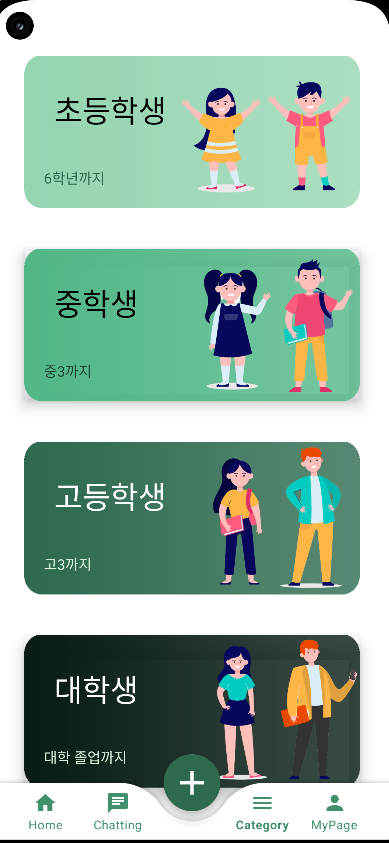 초등학생
6학년까지
중학생
중3까지
고등학생
고3까지
대학생
대학 졸업까지
Home
Chatting
Category
MyPage